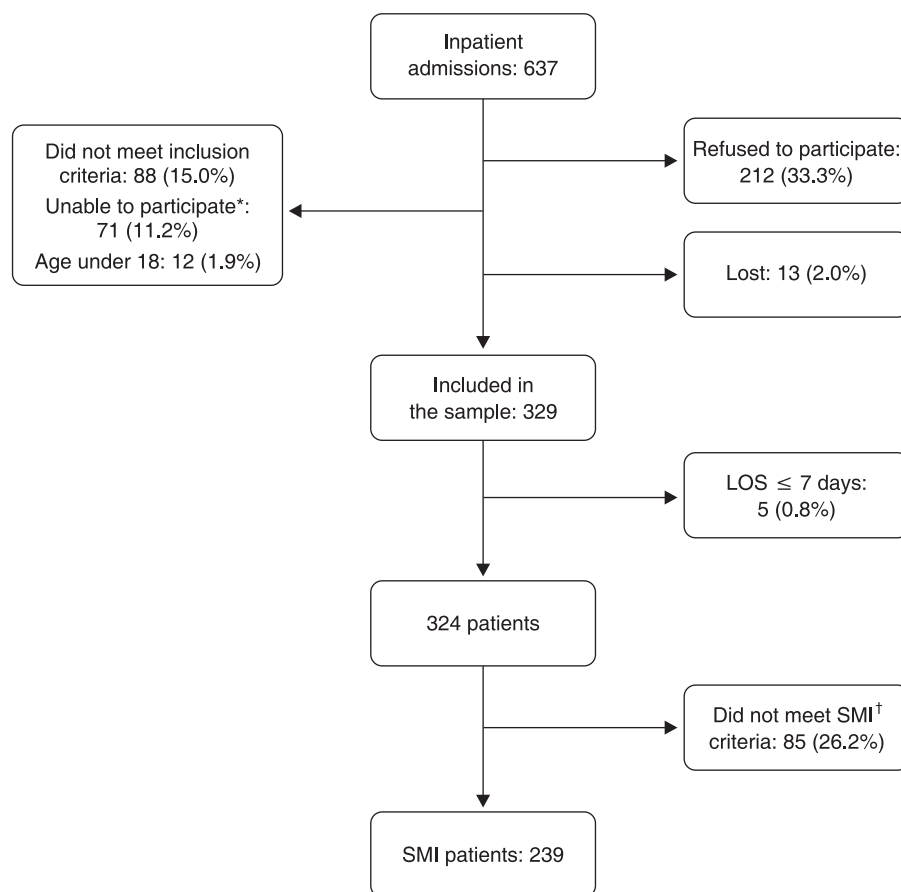 Inpatient
admissions: 637
Did not meet inclusion
criteria: 88 (15.0%)
Unable to participate*:
71 (11.2%)
Age under 18: 12 (1.9%)
Refused to participate:
212 (33.3%)
Lost: 13 (2.0%)
Included in
the sample: 329
LOS ≤ 7 days:
5 (0.8%)
324 patients
Did not meet SMI†
criteria: 85 (26.2%)
SMI patients: 239